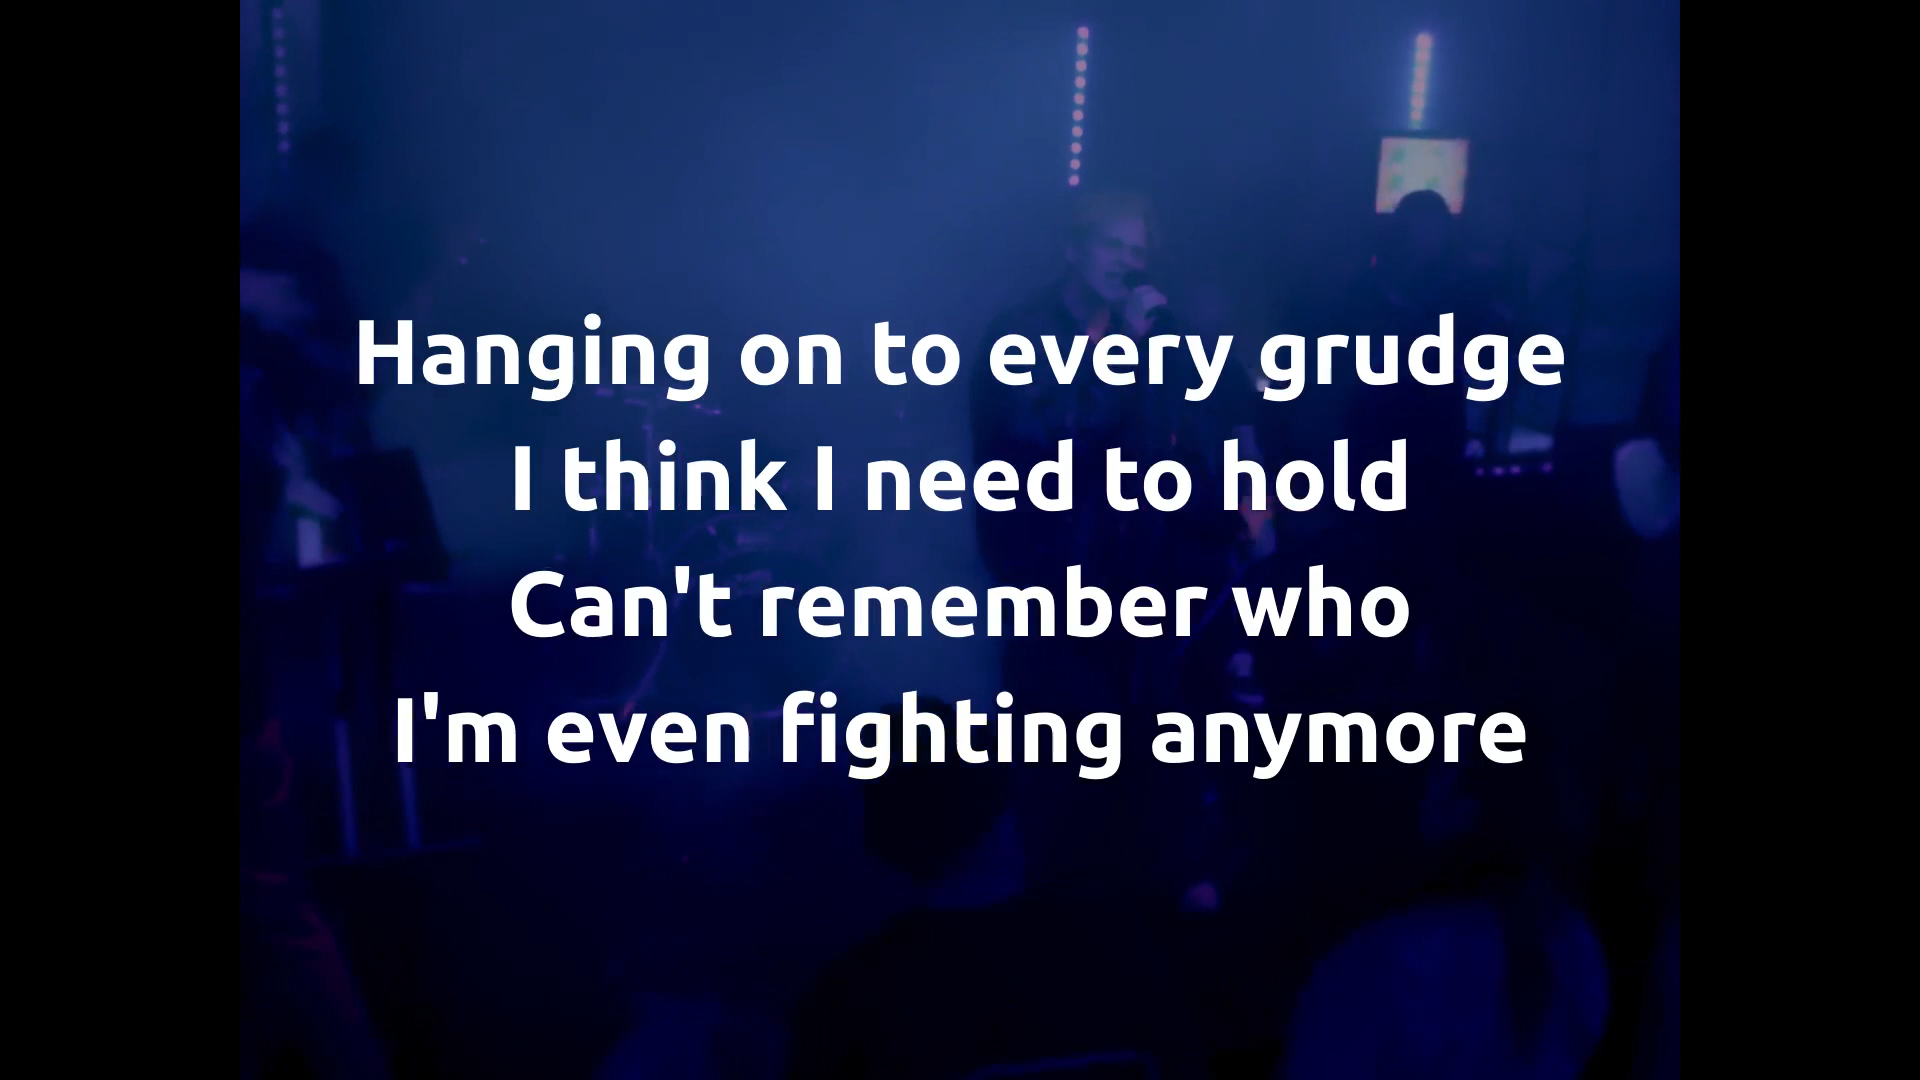 Hanging on to every grudge
I think I need to hold
Can't remember who
I'm even fighting anymore